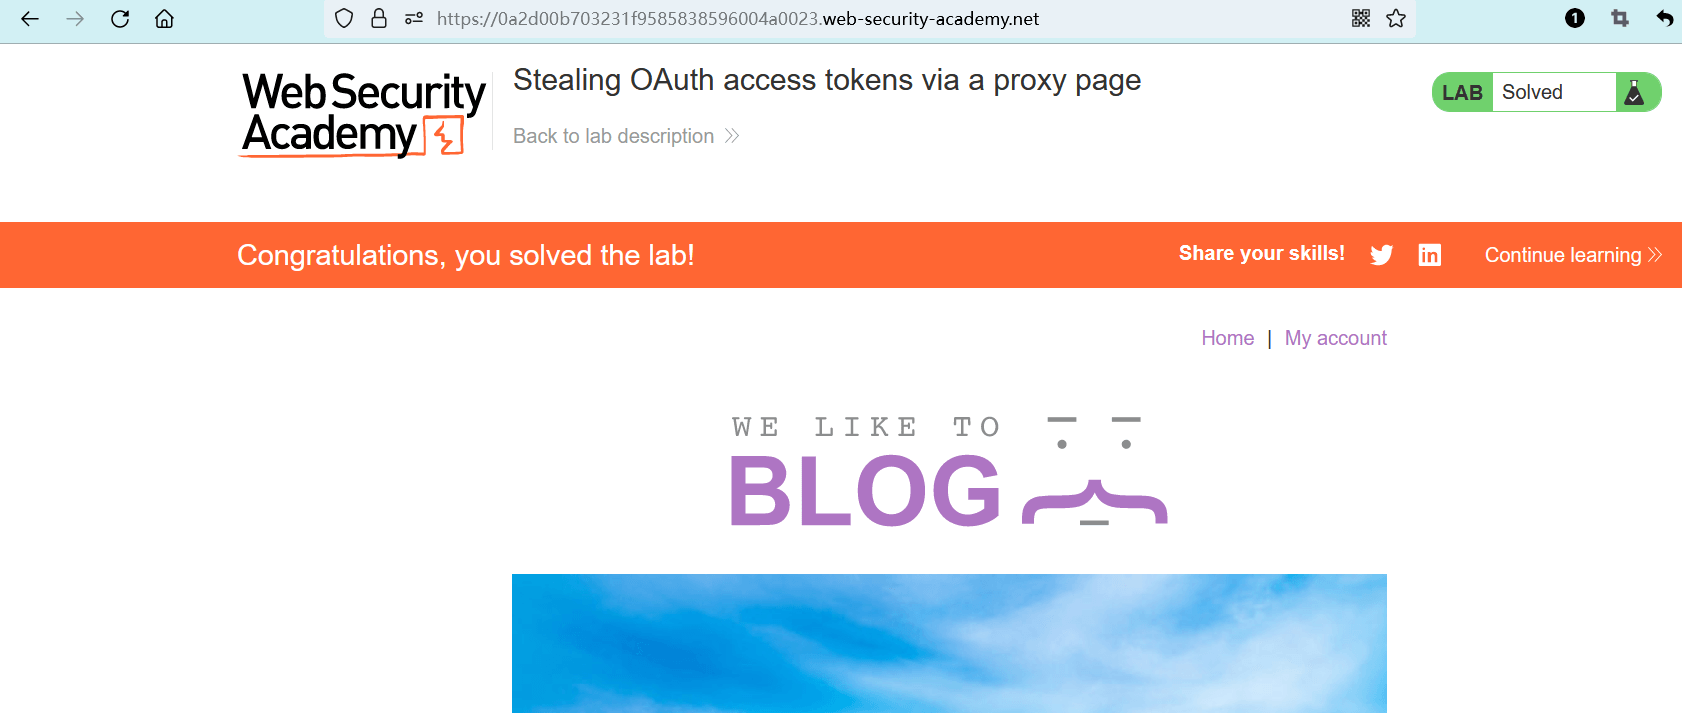 https://0a2d00b703231f9585838596004a0023.web-security-academy.net
1
Web Security
Academy
Stealing OAuth access tokens via a proxy page
Back to lab description
LAB Solved
Congratulations, you solved the lab!
Share your skills!
Continue learning
Home | My account
WE LIKE TO
BLOG